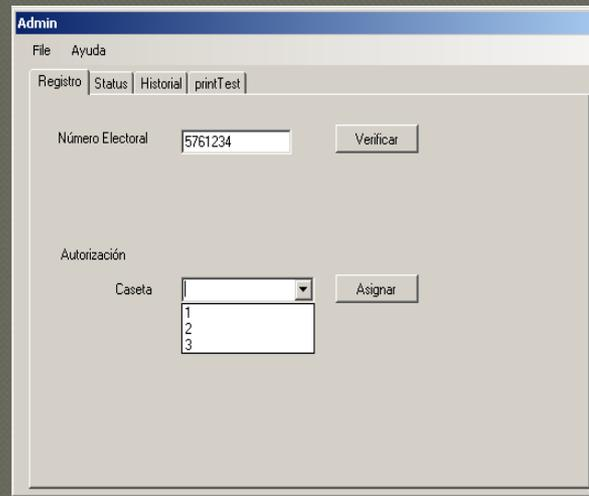 Admin
File Ayuda
Registro Status Historial printTest
Número Electoral 5761234 Verificar
Autorización
Caseta Asignar
1
2
3